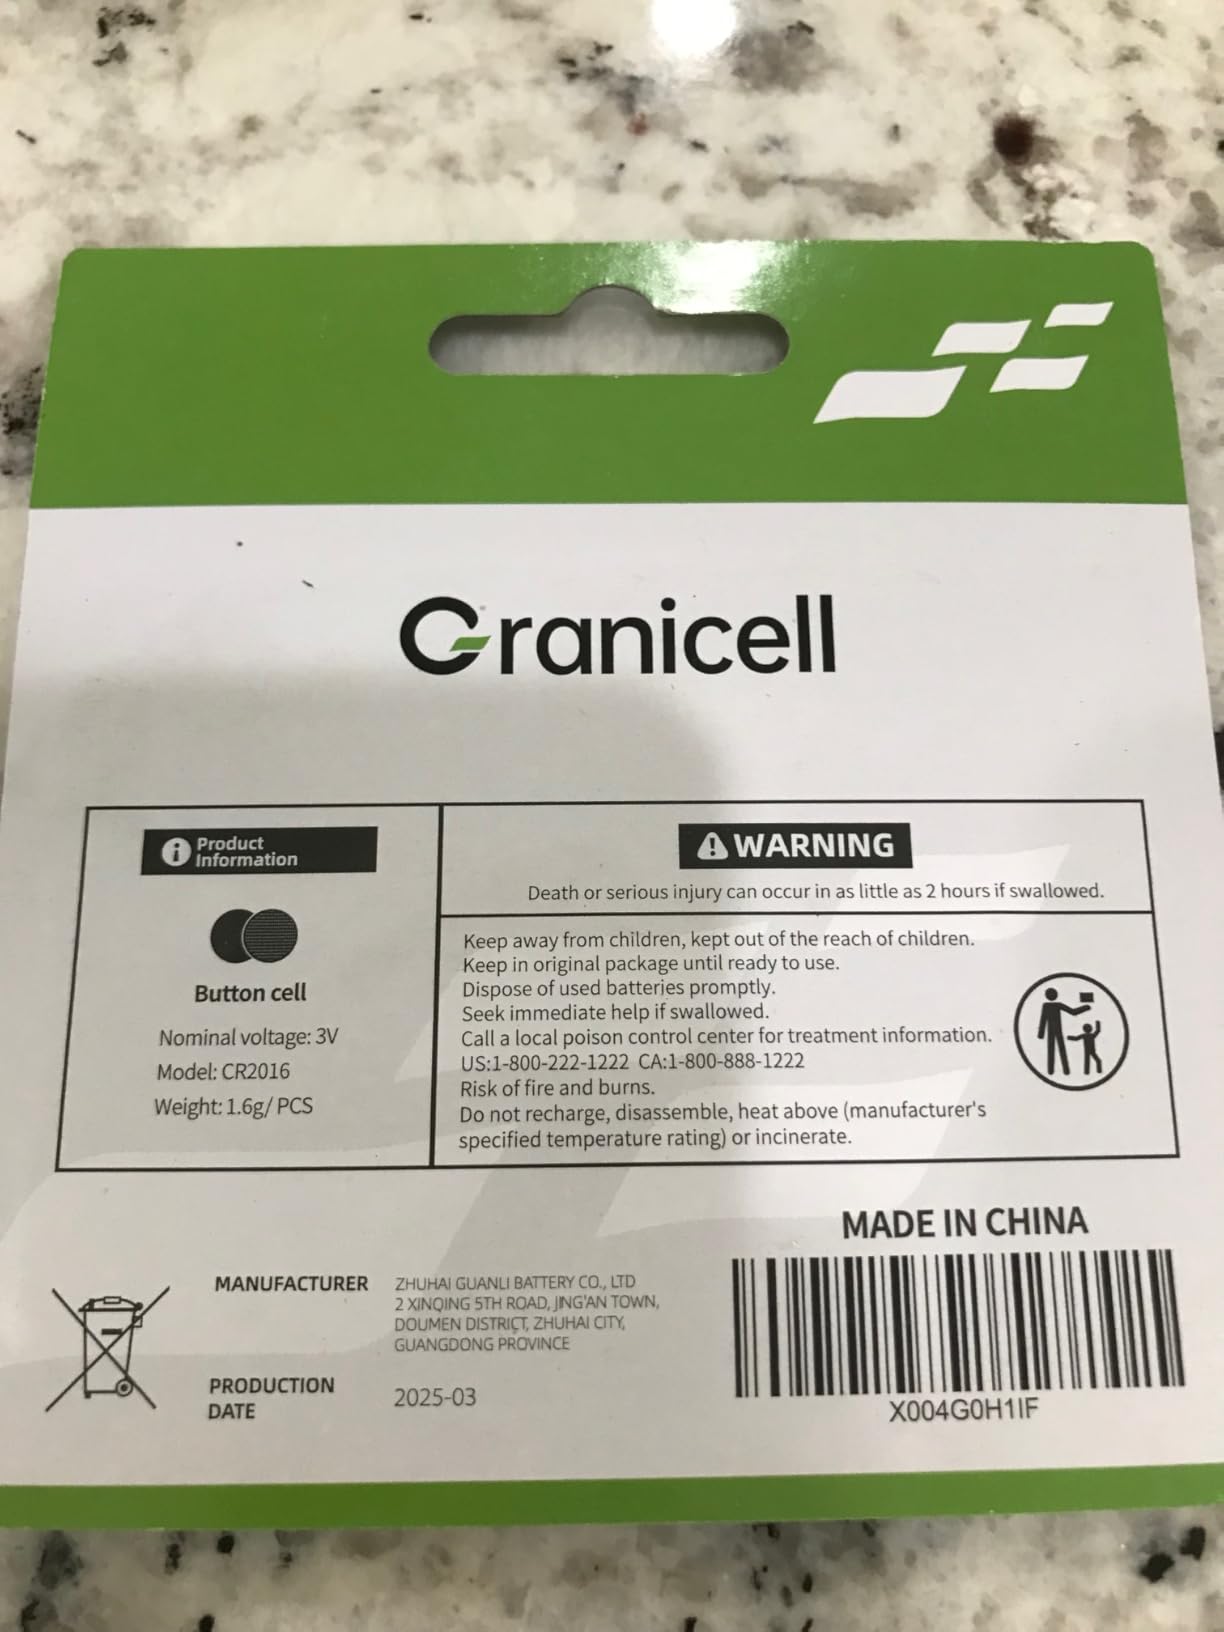 Granicell
Product
Information
Button cell
Nominal voltage: 3V
Model: CR2016
Weight: 1.6g/ PCS
WARNING
Death or serious injury can occur in as little as 2 hours if swallowed.
Keep away from children, kept out of the reach of children.
Keep in original package until ready to use.
Dispose of used batteries promptly.
Seek immediate help if swallowed.
Call a local poison control center for treatment information.
US:1-800-222-1222 CA:1-800-888-1222
Risk of fire and burns.
Do not recharge, disassemble, heat above (manufacturer's
specified temperature rating) or incinerate.
MADE IN CHINA
MANUFACTURER
ZHUHAI GUANLI BATTERY CO., LTD
2 XINQING 5TH ROAD, JING'AN TOWN,
DOUMEN DISTRICT, ZHUHAI CITY,
GUANGDONG PROVINCE
PRODUCTION
DATE
2025-03
X004G0H1IF